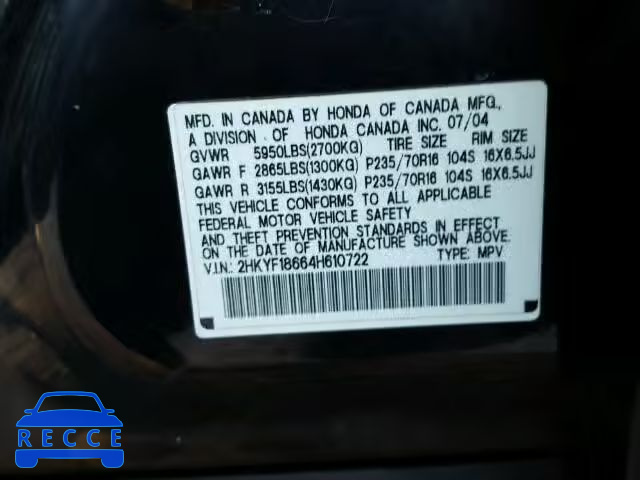 MFD. IN CANADA BY HONDA OF CANADA MFG.,
A DIVISION OF HONDA CANADA INC. 07/04
GVWR 5950LBS(2700KG) TIRE SIZE RIM SIZE
GAWR F 2865LBS(1300KG) P235/70R16 104S 16X6.5JJ
GAWR R 3155LBS(1430KG) P235/70R16 104S 16X6.5JJ
THIS VEHICLE CONFORMS TO ALL APPLICABLE
FEDERAL MOTOR VEHICLE SAFETY
AND THEFT PREVENTION STANDARDS IN EFFECT
ON THE DATE OF MANUFACTURE SHOWN ABOVE.
V.I.N.: 2HKYF18664H610722 TYPE: MPV
RECCE